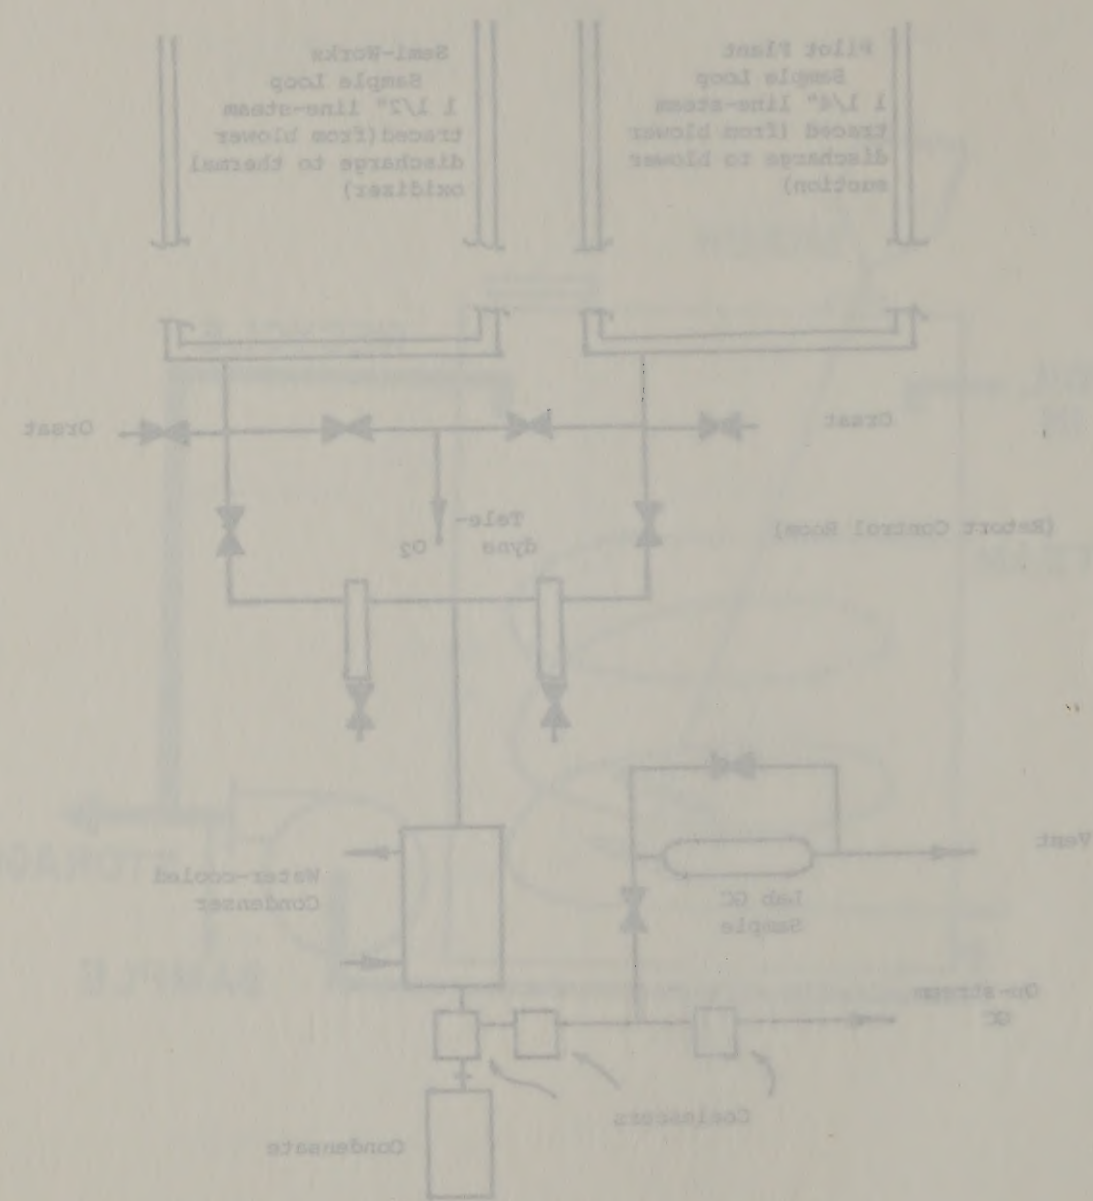 Semi-Works
Sample Loop
1 1/2" line-steam
traced(from blower
discharge to thermal
oxidizer)
Pilot Plant
Sample Loop
1 1/4" line-steam
traced (from blower
discharge to blower
suction)
Orsat
Orsat
Tele-
dyne O2
(Retort Control Room)
Water-cooled
Condenser
Lab GC
Sample
Vent
On-stream
GC
Coalescers
Condensate
SAMPLE